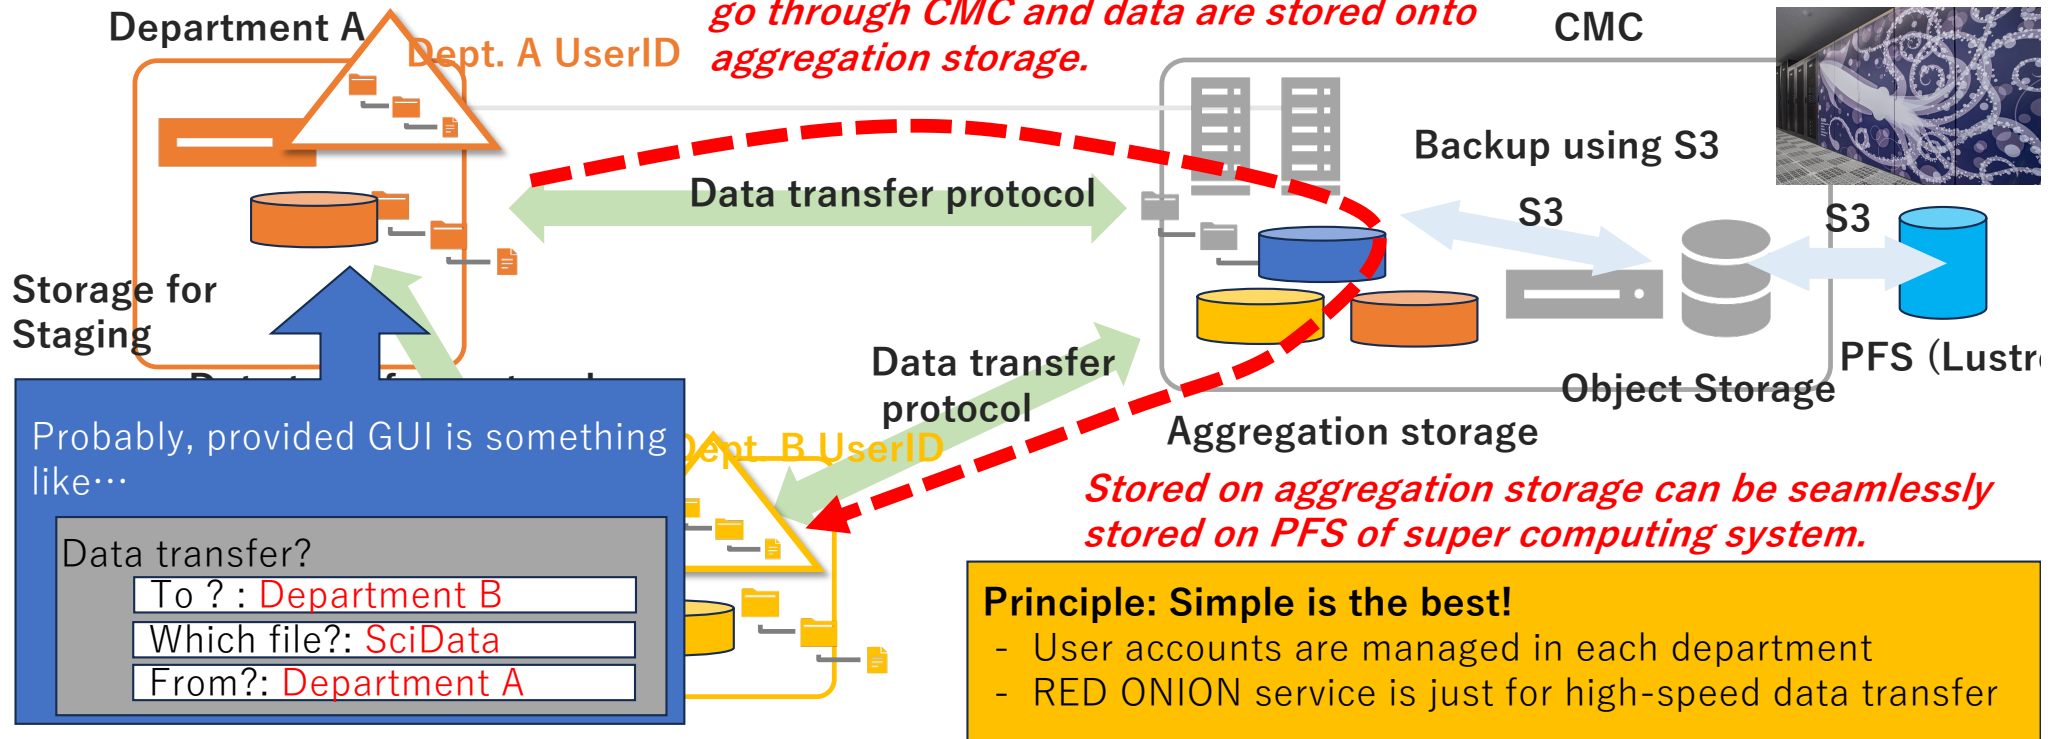 Department A
Dept. A UserID
go through CMC and data are stored onto
aggregation storage.
CMC
Backup using S3
Data transfer protocol
S3
S3
Storage for
Staging
Data transfer
protocol
PFS (Lustre
Object Storage
Aggregation storage
Dept. B UserID
Probably, provided GUI is something
like…
Data transfer?
To ? : Department B
Which file?: SciData
From?: Department A
Stored on aggregation storage can be seamlessly
stored on PFS of super computing system.
Principle: Simple is the best!
- User accounts are managed in each department
- RED ONION service is just for high-speed data transfer